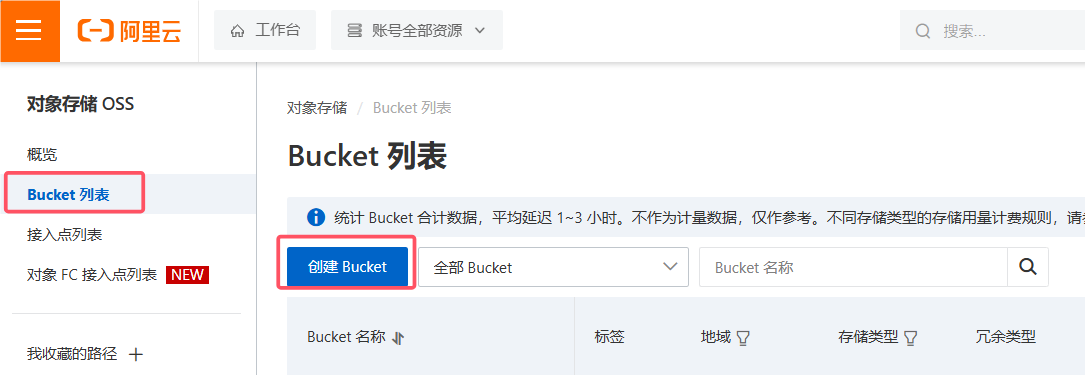 阿里云 工作台 账号全部资源 搜索...
对象存储 OSS
概览
Bucket 列表
接入点列表
对象 FC 接入点列表 NEW
我收藏的路径
对象存储 / Bucket 列表
Bucket 列表
统计 Bucket 合计数据，平均延迟 1~3 小时。不作为计量数据，仅作参考。不同存储类型的存储用量计费规则，请
创建 Bucket 全部 Bucket Bucket 名称
Bucket 名称 标签 地域 存储类型 冗余类型